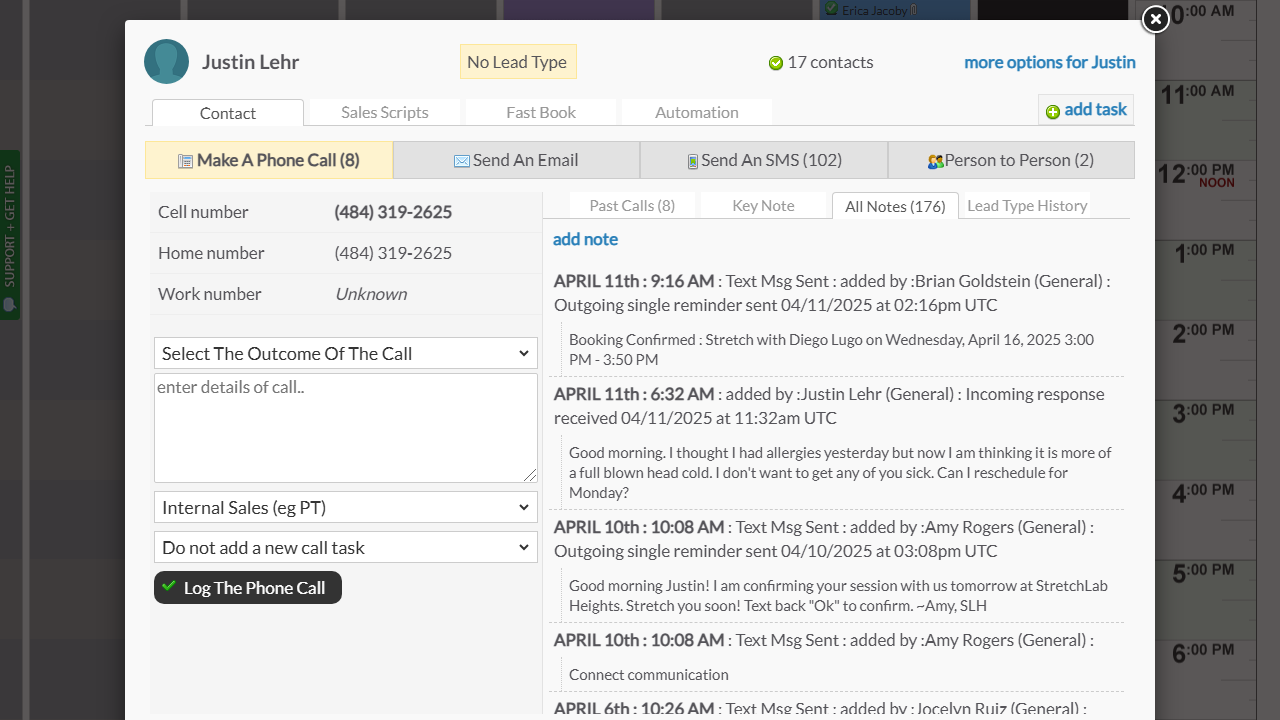 Erica Jacoby
10:00 AM
Justin Lehr
No Lead Type
17 contacts
more options for Justin
Contact
Sales Scripts
Fast Book
Automation
add task
11:00 AM
Make A Phone Call (8)
Send An Email
Send An SMS (102)
Person to Person (2)
12:00 PM
NOON
SUPPORT + GET HELP
Cell number
(484) 319-2625
Home number
(484) 319-2625
Work number
Unknown
Select The Outcome Of The Call
enter details of call..
Internal Sales (eg PT)
Do not add a new call task
Log The Phone Call
Past Calls (8)
Key Note
All Notes (176)
Lead Type History
add note
APRIL 11th : 9:16 AM : Text Msg Sent : added by :Brian Goldstein (General) :
Outgoing single reminder sent 04/11/2025 at 02:16pm UTC
Booking Confirmed : Stretch with Diego Lugo on Wednesday, April 16, 2025 3:00
PM - 3:50 PM
APRIL 11th : 6:32 AM : added by :Justin Lehr (General) : Incoming response
received 04/11/2025 at 11:32am UTC
Good morning. I thought I had allergies yesterday but now I am thinking it is more of
a full blown head cold. I don't want to get any of you sick. Can I reschedule for
Monday?
APRIL 10th : 10:08 AM : Text Msg Sent : added by :Amy Rogers (General) :
Outgoing single reminder sent 04/10/2025 at 03:08pm UTC
Good morning Justin! I am confirming your session with us tomorrow at StretchLab
Heights. Stretch you soon! Text back "Ok" to confirm. ~Amy, SLH
APRIL 10th : 10:08 AM : Text Msg Sent : added by :Amy Rogers (General) :
Connect communication
APRIL 6th : 10:26 AM : Text Msg Sent : added by :Jocelyn Ruiz (General) :
1:00 PM
2:00 PM
3:00 PM
4:00 PM
5:00 PM
6:00 PM